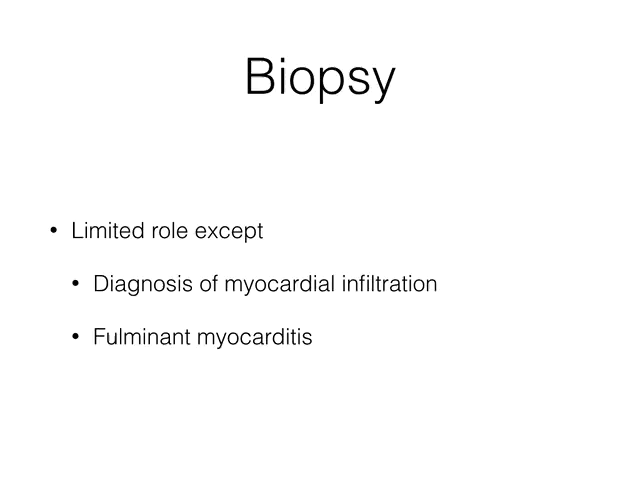 Biopsy
• Limited role except
• Diagnosis of myocardial infiltration
• Fulminant myocarditis